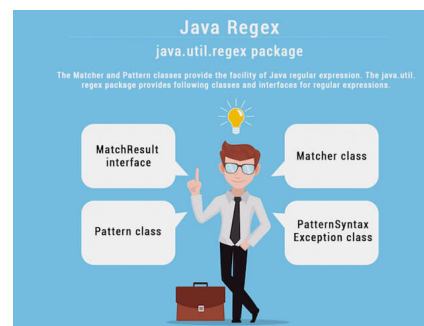 Java Regex
java.util.regex package
The Matcher and Pattern classes provide the facility of Java regular expression. The java.util.
regex package provides following classes and interfaces for regular expressions.
MatchResult
interface
Matcher class
Pattern class
PatternSyntax
Exception class